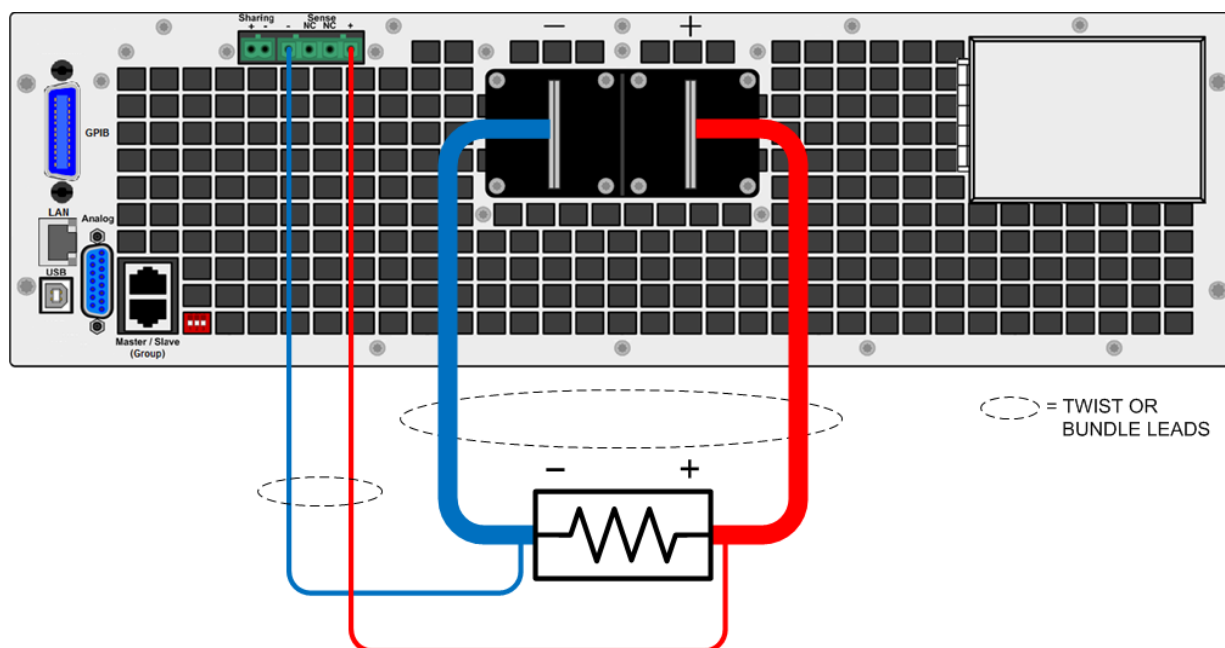 Sharing Sense
+ - - NC NC +
− +
GPIB
LAN
Analog
USB
Master / Slave
(Group)
= TWIST OR
BUNDLE LEADS
− +